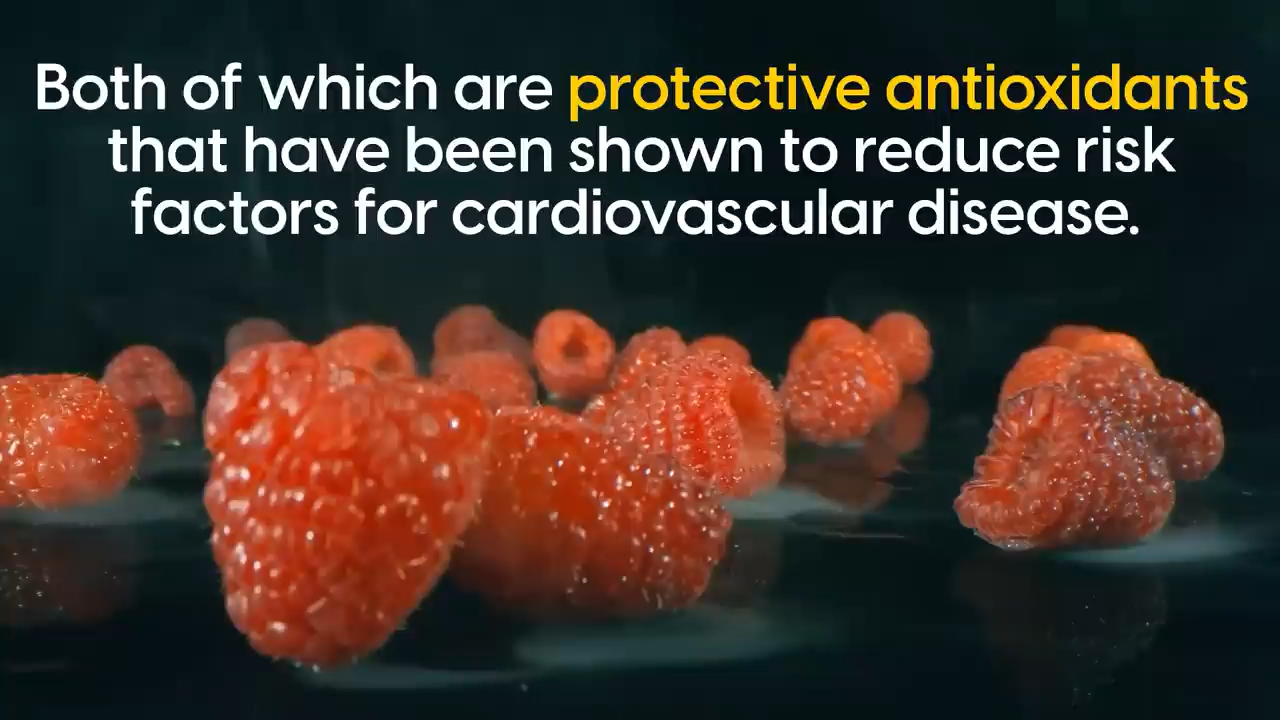 Both of which are protective antioxidants
that have been shown to reduce risk
factors for cardiovascular disease.